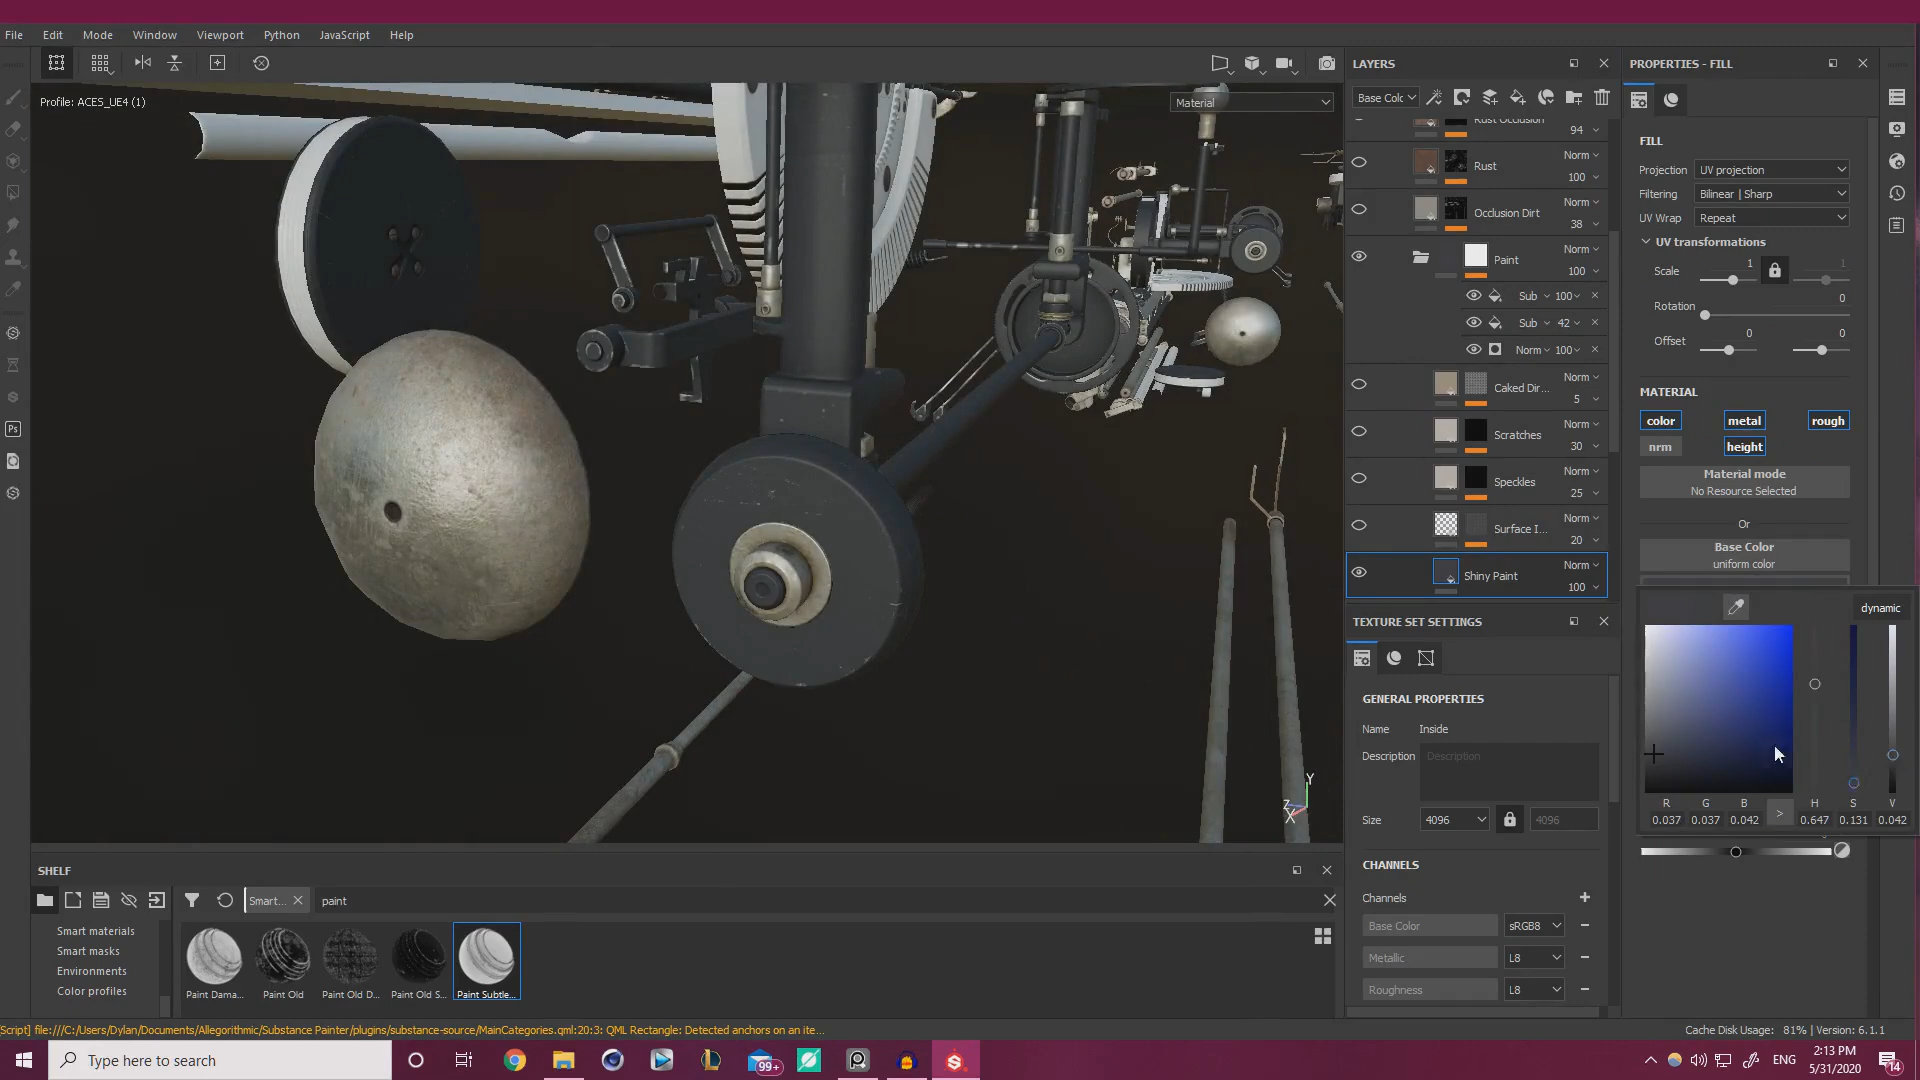 File Edit Mode Window Viewport Python JavaScript Help
Profile: ACES_UE4 (1)
Material
LAYERS
Base Colc
Rust Occlusion
94
Rust Norm
100
Occlusion Dirt Norm
38
Paint Norm
100
Sub 100
Sub 42
Norm 100
Caked Dir... Norm
5
Scratches Norm
30
Speckles Norm
25
Surface I... Norm
20
Shiny Paint Norm
100
TEXTURE SET SETTINGS
GENERAL PROPERTIES
Name Inside
Description Description
Size 4096 4096
CHANNELS
Channels
Base Color sRGB8
Metallic L8
Roughness L8
PROPERTIES - FILL
FILL
Projection UV projection
Filtering Bilinear | Sharp
UV Wrap Repeat
UV transformations
Scale 1 1
Rotation 0
Offset 0 0
MATERIAL
color metal rough
nrm height
Material mode
No Resource Selected
Or
Base Color
uniform color
dynamic
R G B > H S V
0.037 0.037 0.042 0.647 0.131 0.042
Y
Z
X
SHELF
Smart... paint
Smart materials
Smart masks
Environments
Color profiles
Paint Dama... Paint Old Paint Old D... Paint Old S... Paint Subtle...
Script] file:///C:/Users/Dylan/Documents/Allegorithmic/Substance Painter/plugins/substance-source/MainCategories.qml:20:3: QML Rectangle: Detected anchors on an ite...
Cache Disk Usage: 81% | Version: 6.1.1
Type here to search
99+
Ps
ENG
2:13 PM
5/31/2020
14